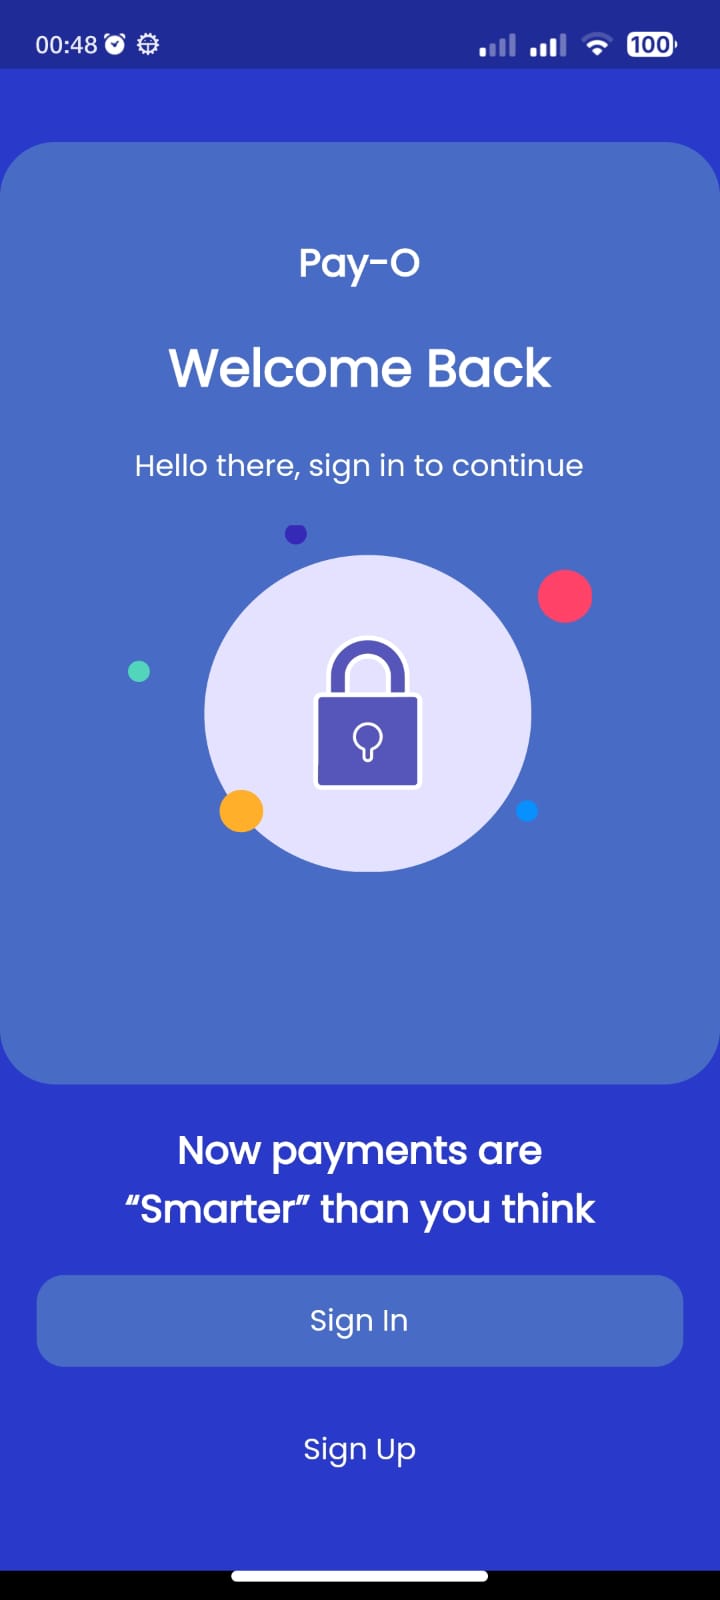 00:48
100
Pay-O
Welcome Back
Hello there, sign in to continue
Now payments are
“Smarter” than you think
Sign In
Sign Up